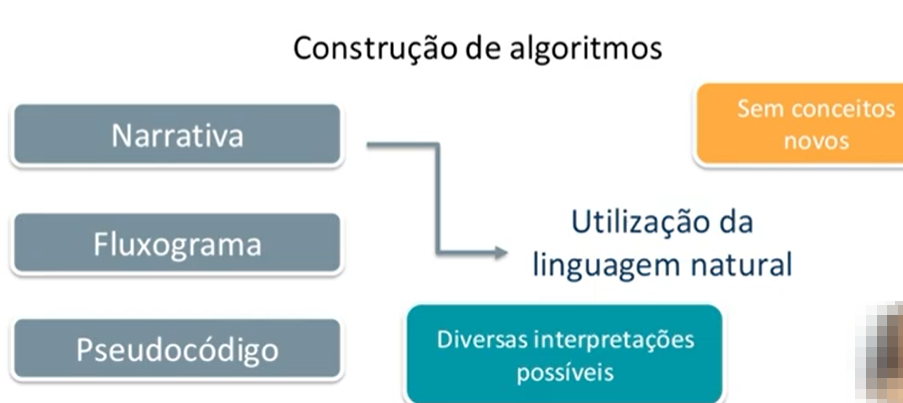 Construção de algoritmos
Narrativa
Sem conceitos
novos
Fluxograma
Utilização da
linguagem natural
Pseudocódigo
Diversas interpretações
possíveis